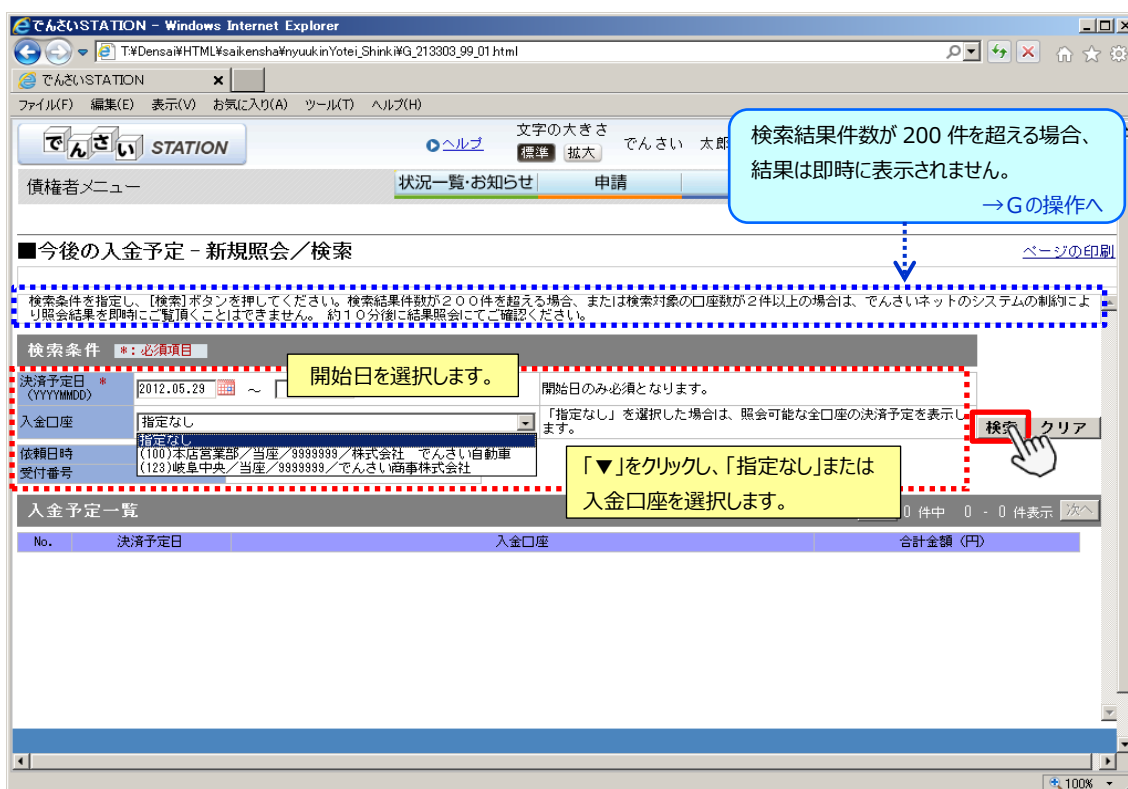 でんさいSTATION - Windows Internet Explorer
T:¥Densai¥HTML¥saikensha¥nyuukinYotei_Shinki¥G_213303_99_01.html
でんさいSTATION
ファイル(F) 編集(E) 表示(V) お気に入り(A) ツール(T) ヘルプ(H)
でんさい STATION
ヘルプ
文字の大きさ
標準 拡大
でんさい 太郎
検索結果件数が 200 件を超える場合、
結果は即時に表示されません。
→Gの操作へ
債権者メニュー
状況一覧・お知らせ 申請
■今後の入金予定 - 新規照会/検索
ページの印刷
検索条件を指定し、[検索]ボタンを押してください。検索結果件数が200件を超える場合、または検索対象の口座数が2件以上の場合は、でんさいネットのシステムの制約によ
り照会結果を即時にご覧頂くことはできません。 約10分後に結果照会にてご確認ください。
検索条件 *:必須項目
決済予定日 *
(YYYYMMDD)
2012.05.29 ~
開始日を選択します。
開始日のみ必須となります。
入金口座
指定なし
「指定なし」を選択した場合は、照会可能な全口座の決済予定を表示し
ます。
検索 クリア
指定なし
(100)本店営業部/当座/9999999/株式会社 でんさい自動車
(123)岐阜中央/当座/9999999/でんさい商事株式会社
依頼日時
受付番号
「▼」をクリックし、「指定なし」または
入金口座を選択します。
入金予定一覧
0 件中 0 - 0 件表示 次へ
No. 決済予定日 入金口座 合計金額(円)
100%